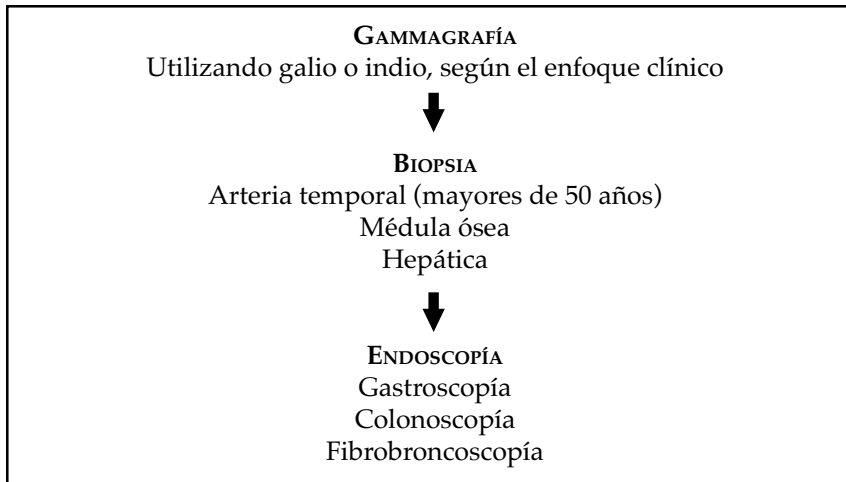 GAMMAGRAFÍA
Utilizando galio o indio, según el enfoque clínico
BIOPSIA
Arteria temporal (mayores de 50 años)
Médula ósea
Hepática
ENDOSCOPÍA
Gastroscopía
Colonoscopía
Fibrobroncoscopía